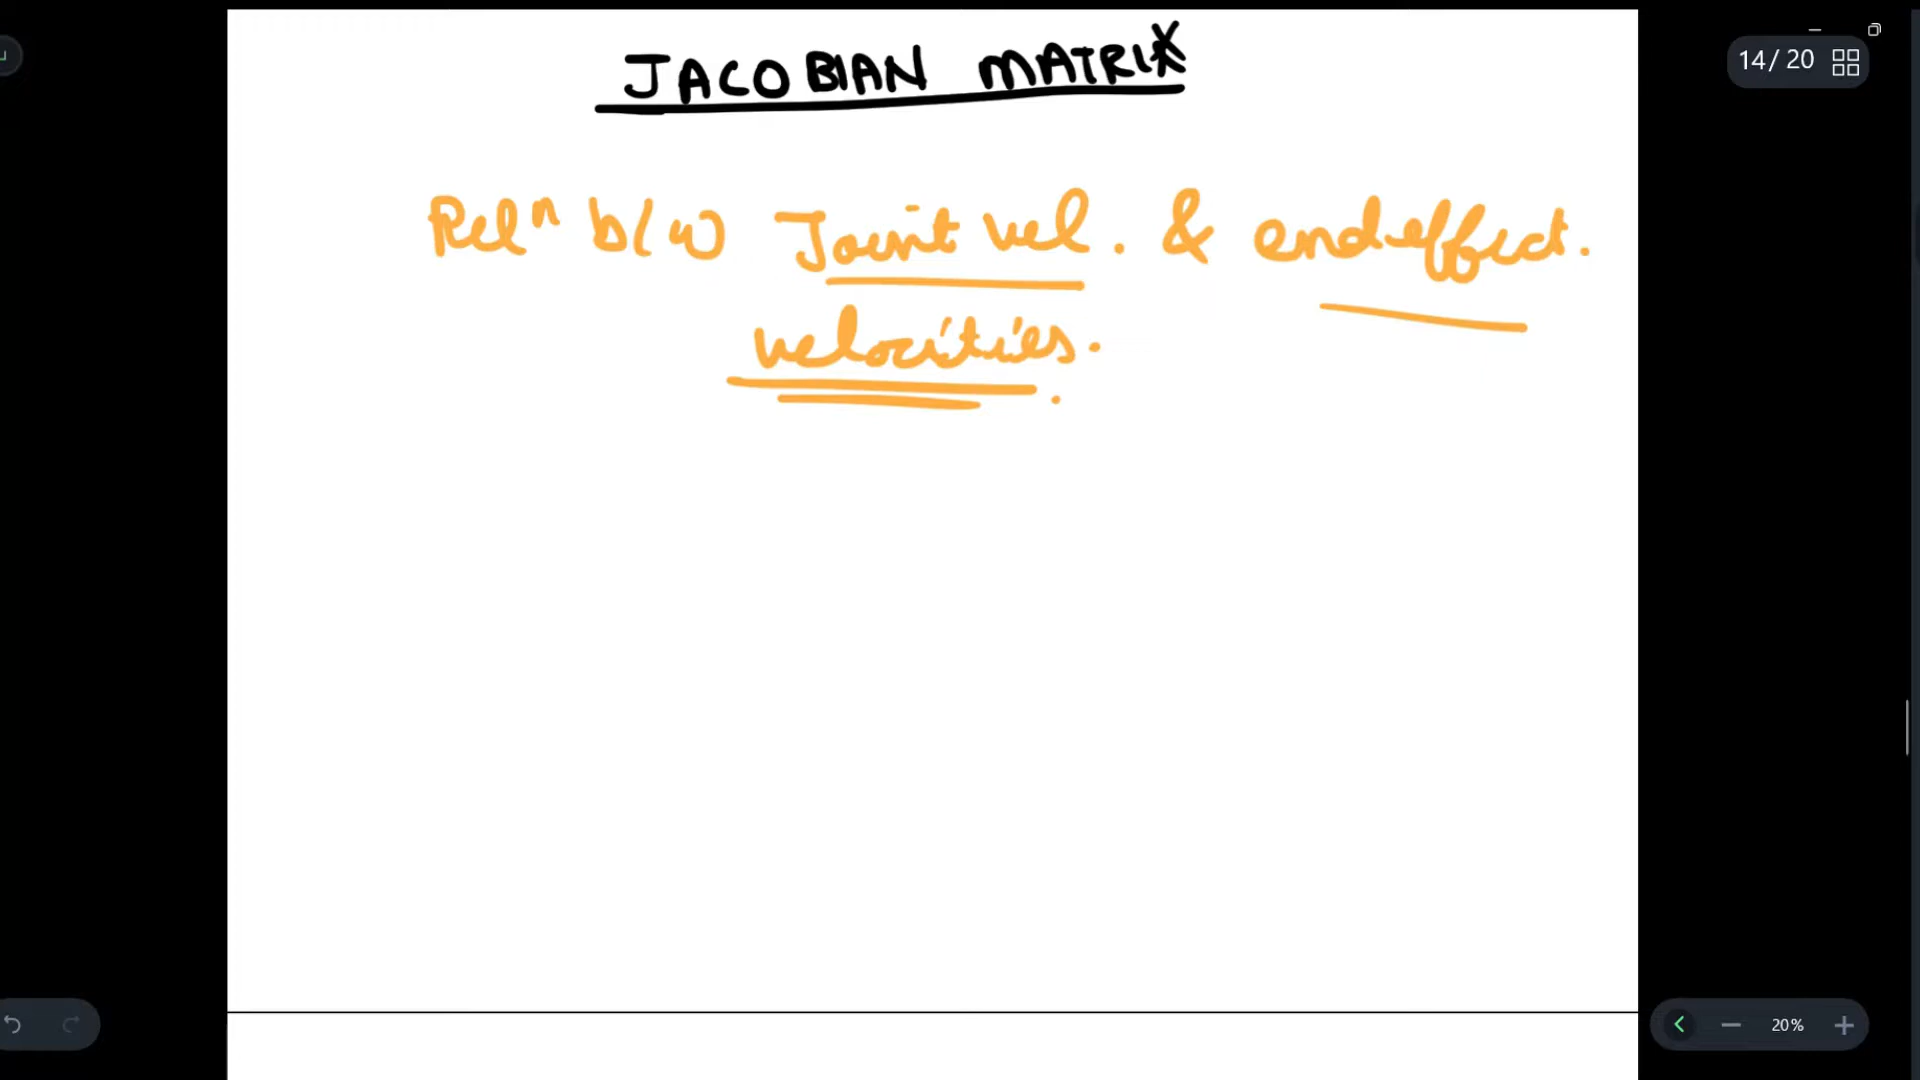 JACOBIAN MATRIX
14/ 20
Relⁿ b/w Joint vel. & endeffect.
velocities.
20%